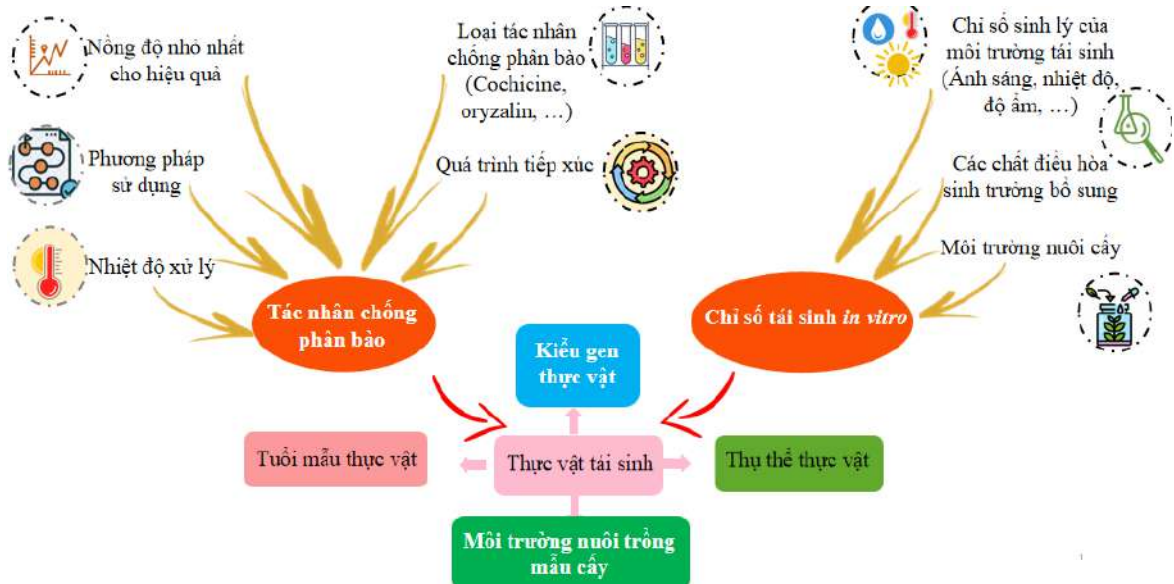 Nồng độ nhỏ nhất
cho hiệu quả
Phương pháp
sử dụng
Nhiệt độ xử lý
Loại tác nhân
chống phân bào
(Cochicine,
oryzalin, …)
Quá trình tiếp xúc
Chỉ số sinh lý của
môi trường tái sinh
(Ánh sáng, nhiệt độ,
độ ẩm, …)
Các chất điều hòa
sinh trưởng bổ sung
Môi trường nuôi cấy
Tác nhân chống
phân bào
Chỉ số tái sinh in vitro
Kiểu gen
thực vật
Tuổi mẫu thực vật
Thực vật tái sinh
Thụ thể thực vật
Môi trường nuôi trồng
mẫu cấy
1